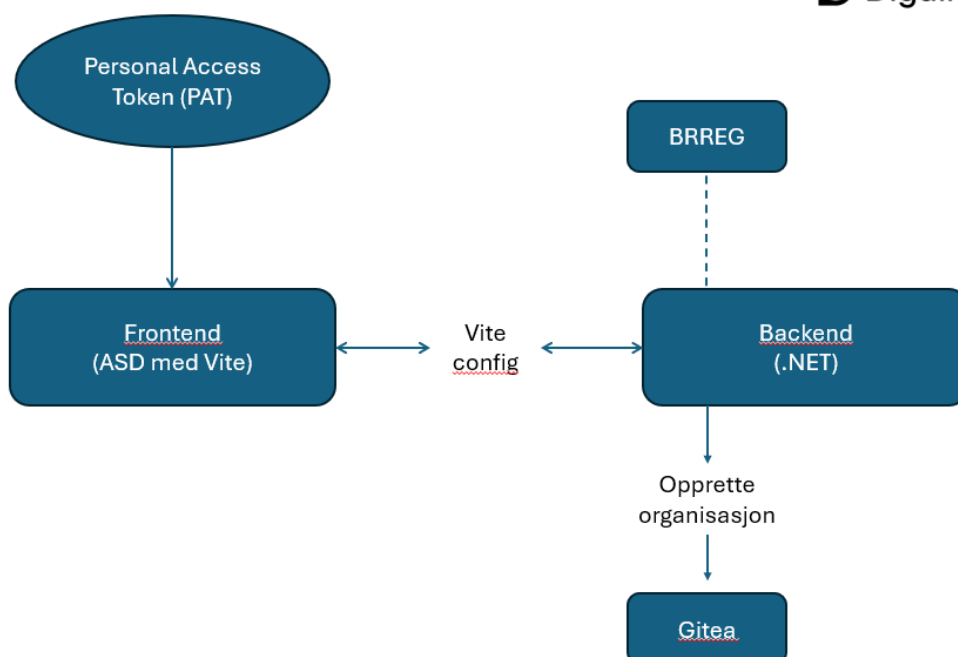 Personal Access
Token (PAT)
BRREG
Frontend
(ASD med Vite)
Vite
config
Backend
(.NET)
Opprette
organisasjon
Gitea